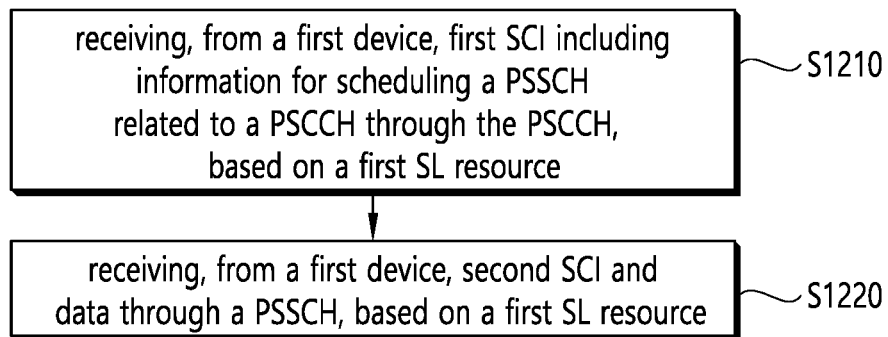 receiving, from a first device, first SCI including
information for scheduling a PSSCH
related to a PSCCH through the PSCCH,
based on a first SL resource
S1210
receiving, from a first device, second SCI and
data through a PSSCH, based on a first SL resource
S1220